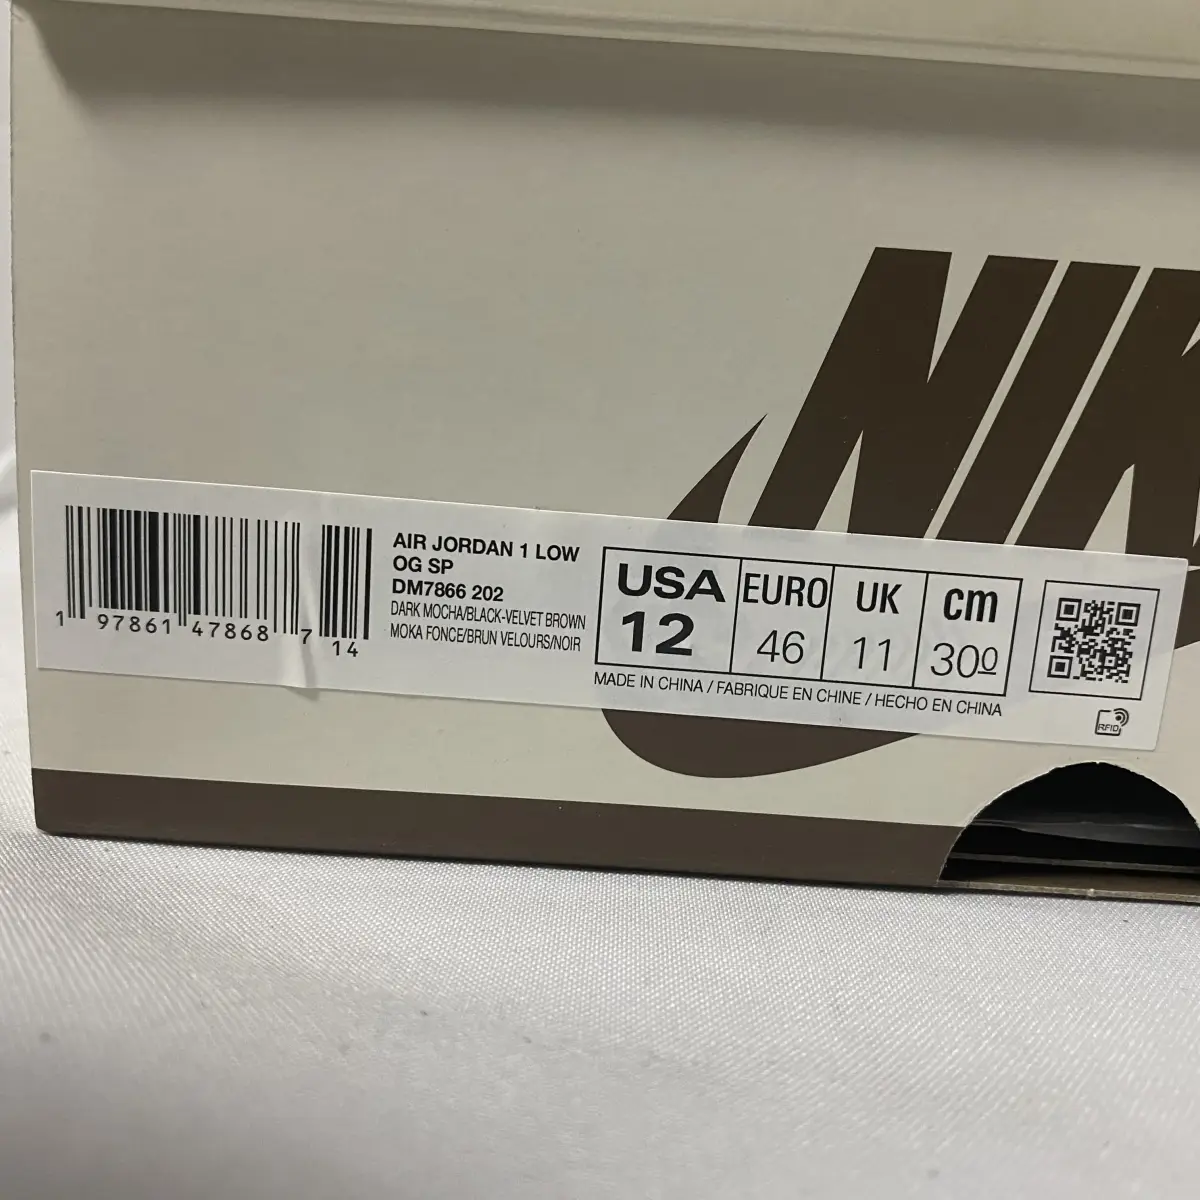 NIK
AIR JORDAN 1 LOW
OG SP
DM7866 202
DARK MOCHA/BLACK-VELVET BROWN
MOKA FONCE/BRUN VELOURS/NOIR
1 97861 47868 7 14
USA EURO UK cm
12 46 11 300
MADE IN CHINA / FABRIQUE EN CHINE / HECHO EN CHINA
RFID